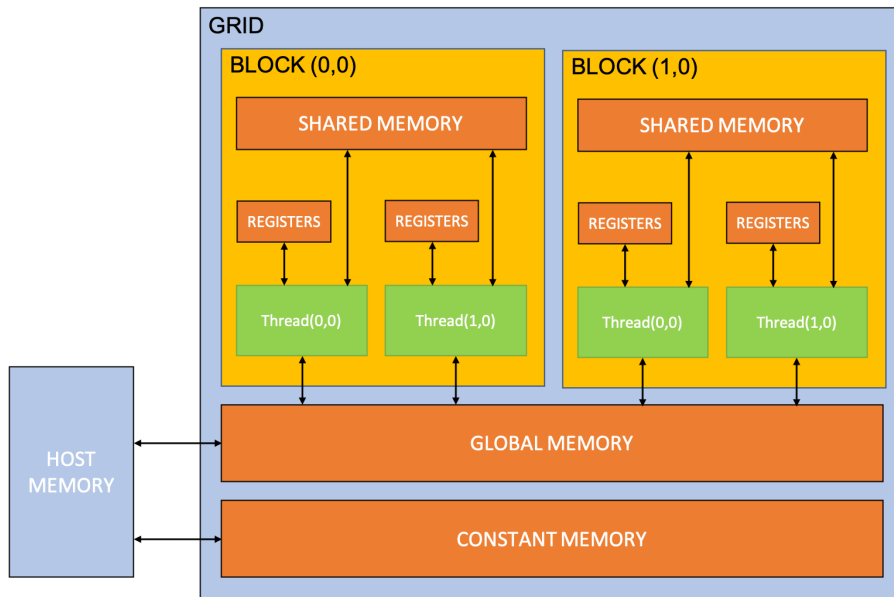 GRID
BLOCK (0,0)
SHARED MEMORY
REGISTERS
REGISTERS
Thread(0,0)
Thread(1,0)
BLOCK (1,0)
SHARED MEMORY
REGISTERS
REGISTERS
Thread(0,0)
Thread(1,0)
HOST
MEMORY
GLOBAL MEMORY
CONSTANT MEMORY